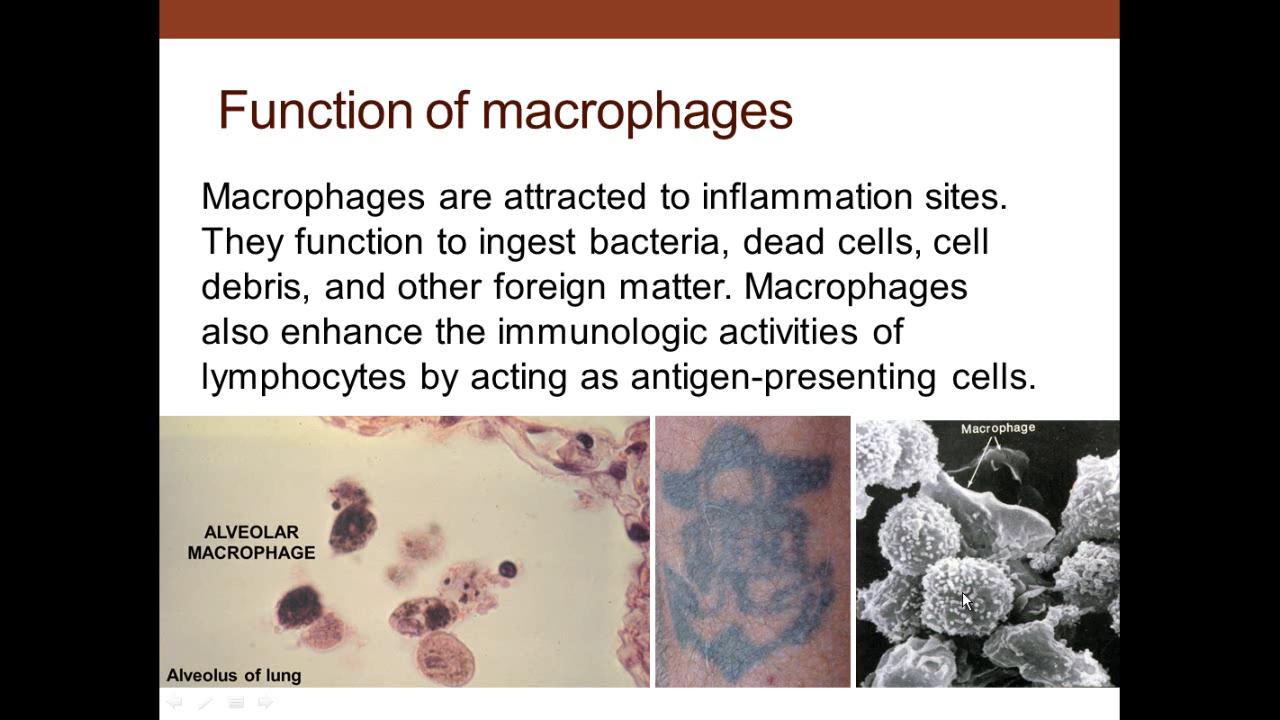 Function of macrophages
Macrophages are attracted to inflammation sites.
They function to ingest bacteria, dead cells, cell
debris, and other foreign matter. Macrophages
also enhance the immunologic activities of
lymphocytes by acting as antigen-presenting cells.
ALVEOLAR
MACROPHAGE
Alveolus of lung
Macrophage